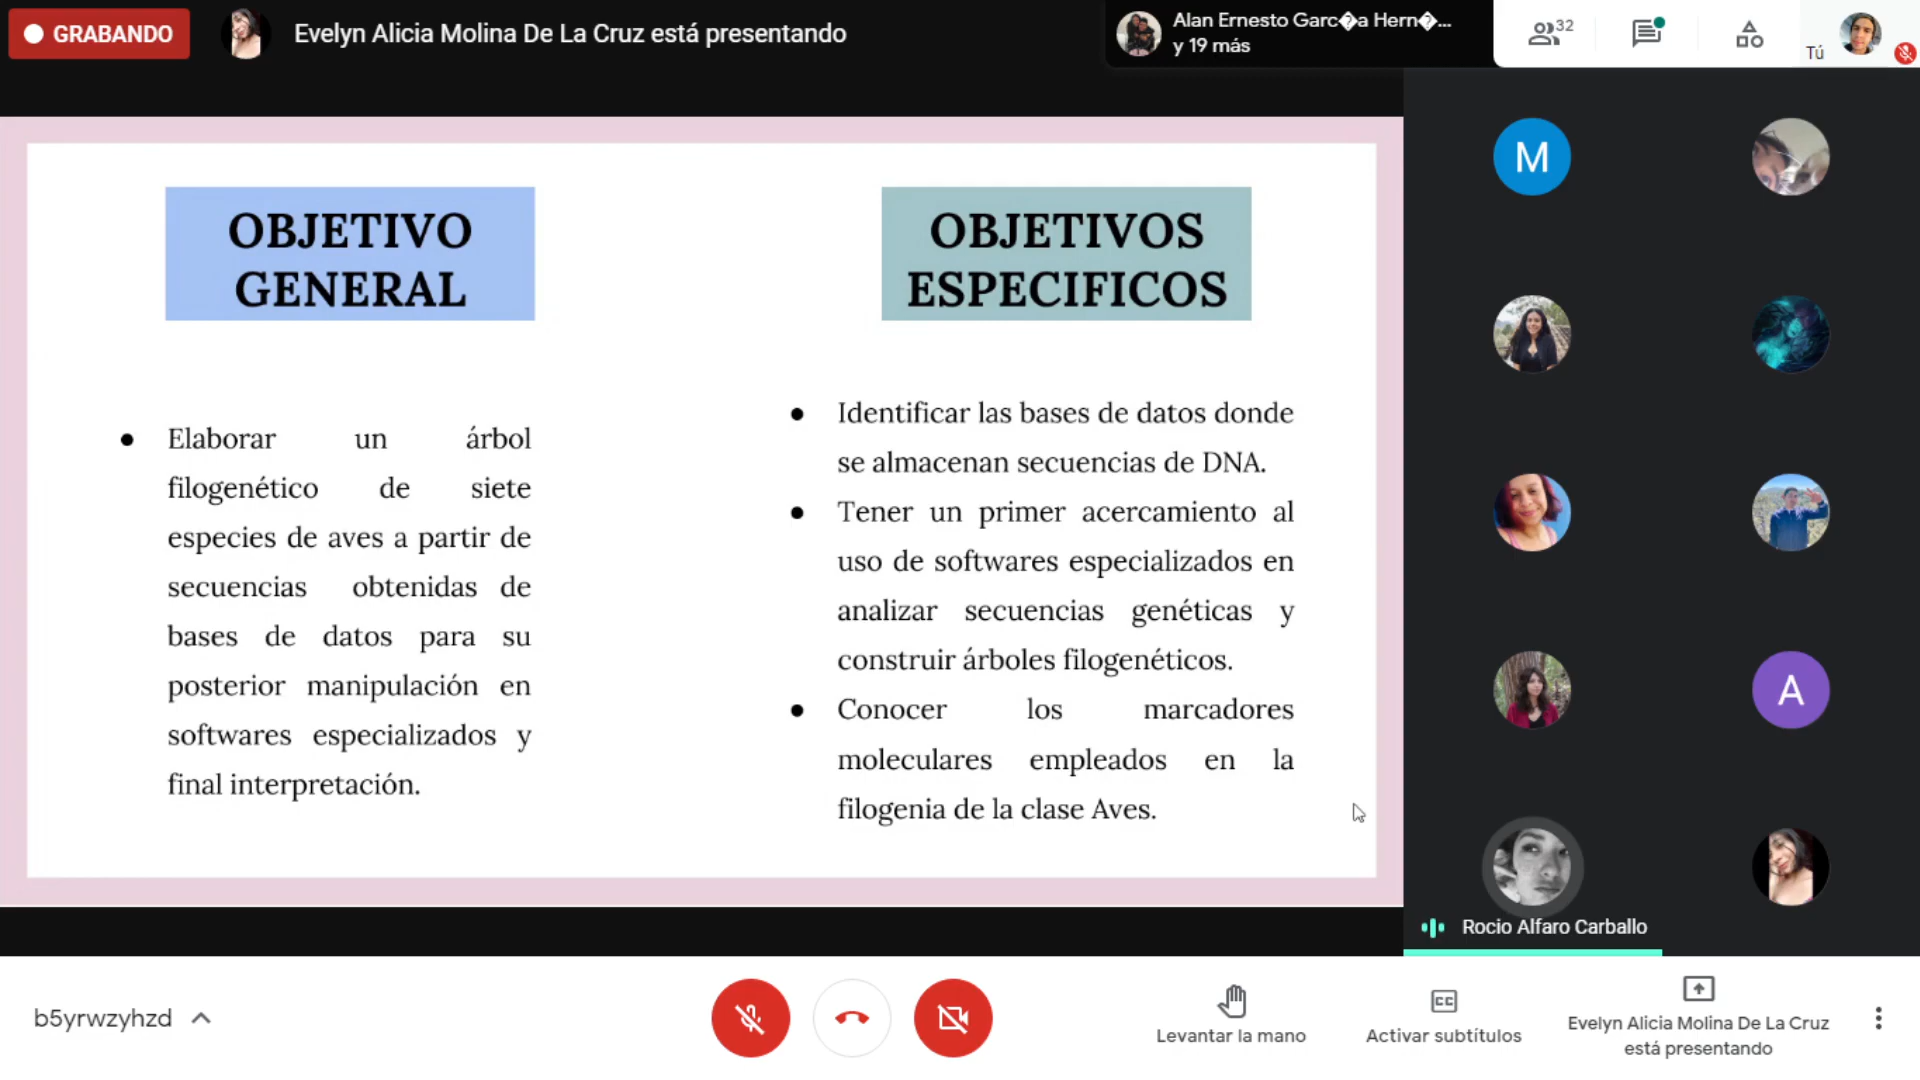 GRABANDO
Evelyn Alicia Molina De La Cruz está presentando
Alan Ernesto Garc�a Hern�...
y 19 más
32
Tú
OBJETIVO
GENERAL
● Elaborar un árbol
filogenético de siete
especies de aves a partir de
secuencias obtenidas de
bases de datos para su
posterior manipulación en
softwares especializados y
final interpretación.
OBJETIVOS
ESPECIFICOS
● Identificar las bases de datos donde
se almacenan secuencias de DNA.
● Tener un primer acercamiento al
uso de softwares especializados en
analizar secuencias genéticas y
construir árboles filogenéticos.
● Conocer los marcadores
moleculares empleados en la
filogenia de la clase Aves.
M
A
Rocio Alfaro Carballo
b5yrwzyhzd
Levantar la mano
CC
Activar subtítulos
Evelyn Alicia Molina De La Cruz
está presentando